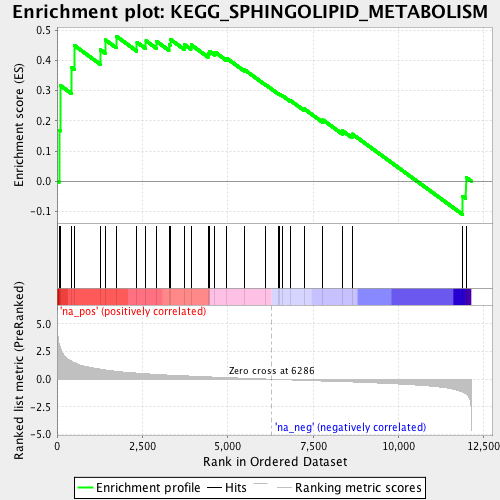 Enrichment plot: KEGG_SPHINGOLIPID_METABOLISM
Enrichment score (ES)
0.5
0.4
0.3
0.2
0.1
0.0
-0.1
'na_pos' (positively correlated)
Ranked list metric (PreRanked)
5.0
2.5
0.0
-2.5
-5.0
Zero cross at 6286
'na_neg' (negatively correlated)
0
2,500
5,000
7,500
10,000
12,500
Rank in Ordered Dataset
Enrichment profile
Hits
Ranking metric scores